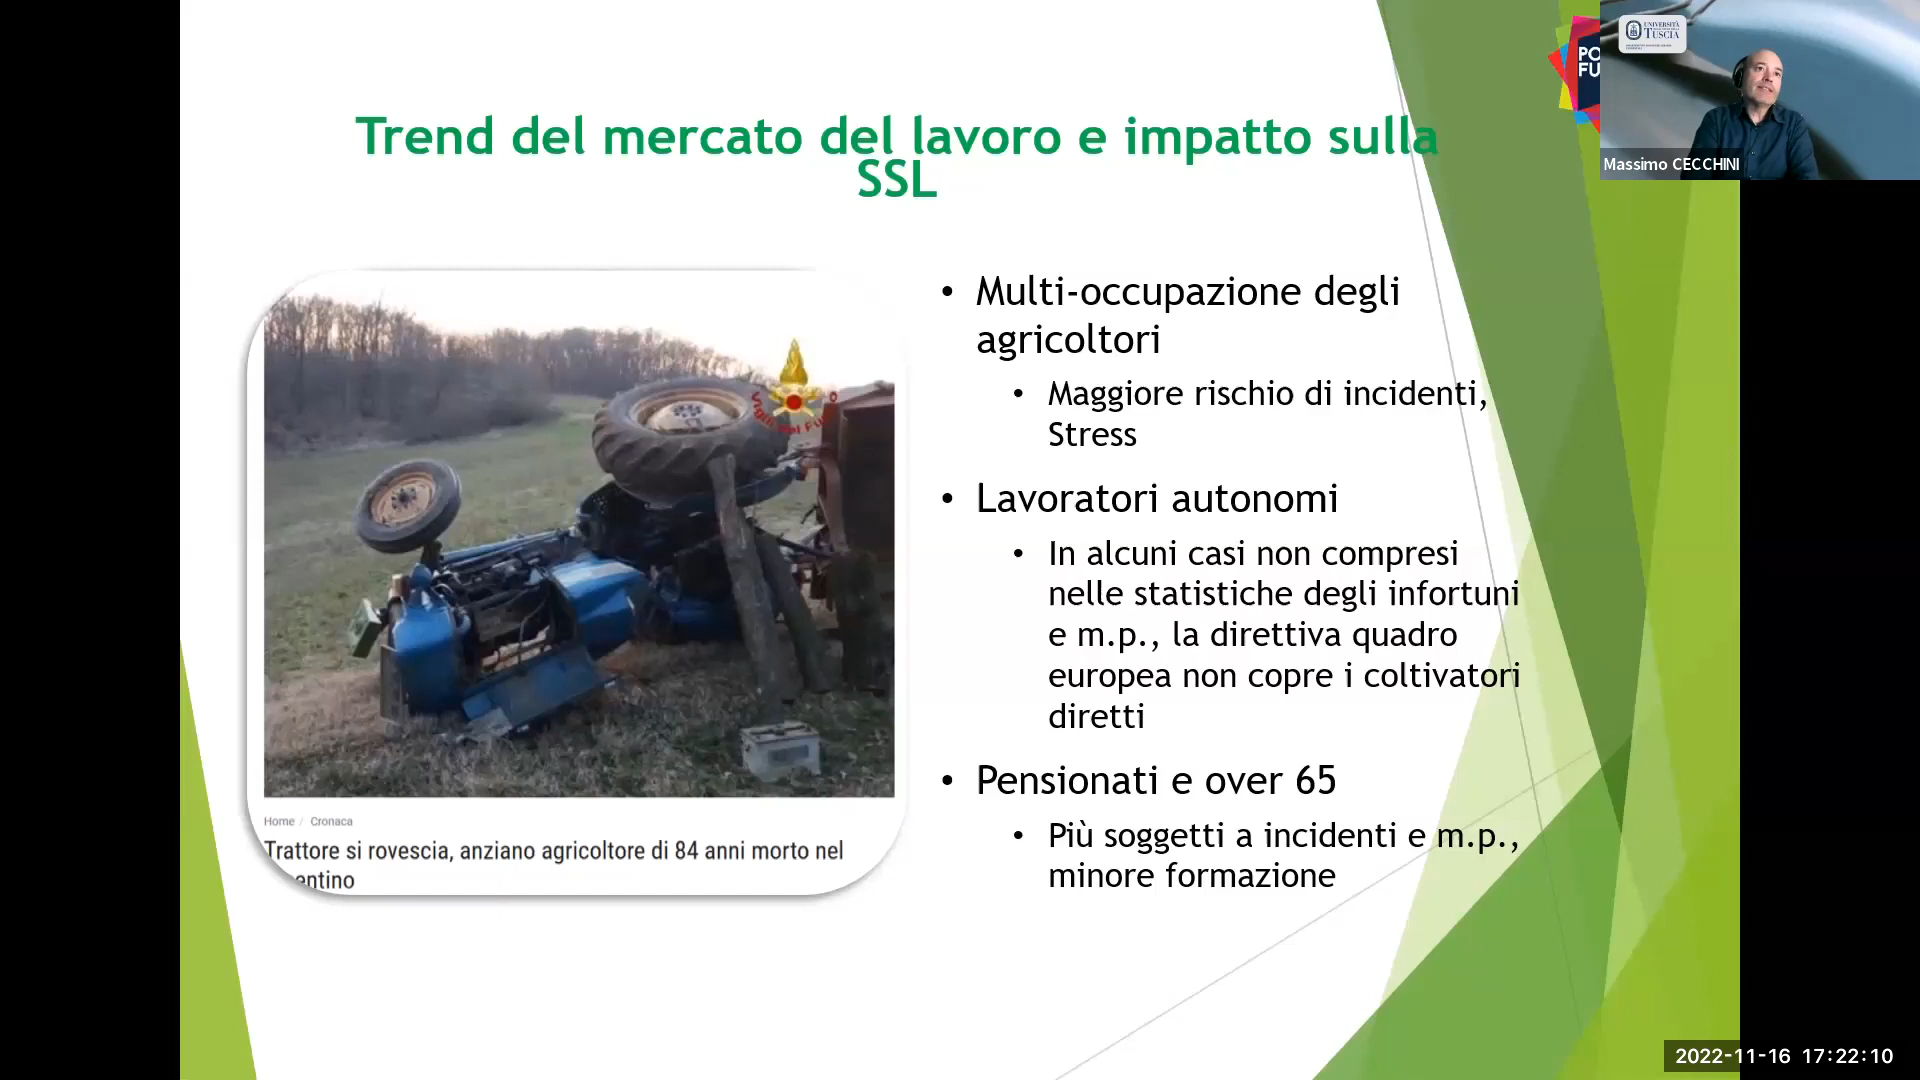 Trend del mercato del lavoro e impatto sulla
SSL
PO
FU
UNIVERSITÀ
TUSCIA
Massimo CECCHINI
Home / Cronaca
Trattore si rovescia, anziano agricoltore di 84 anni morto nel
entino
• Multi-occupazione degli
agricoltori
• Maggiore rischio di incidenti,
Stress
• Lavoratori autonomi
• In alcuni casi non compresi
nelle statistiche degli infortuni
e m.p., la direttiva quadro
europea non copre i coltivatori
diretti
• Pensionati e over 65
• Più soggetti a incidenti e m.p.,
minore formazione
2022-11-16 17:22:10